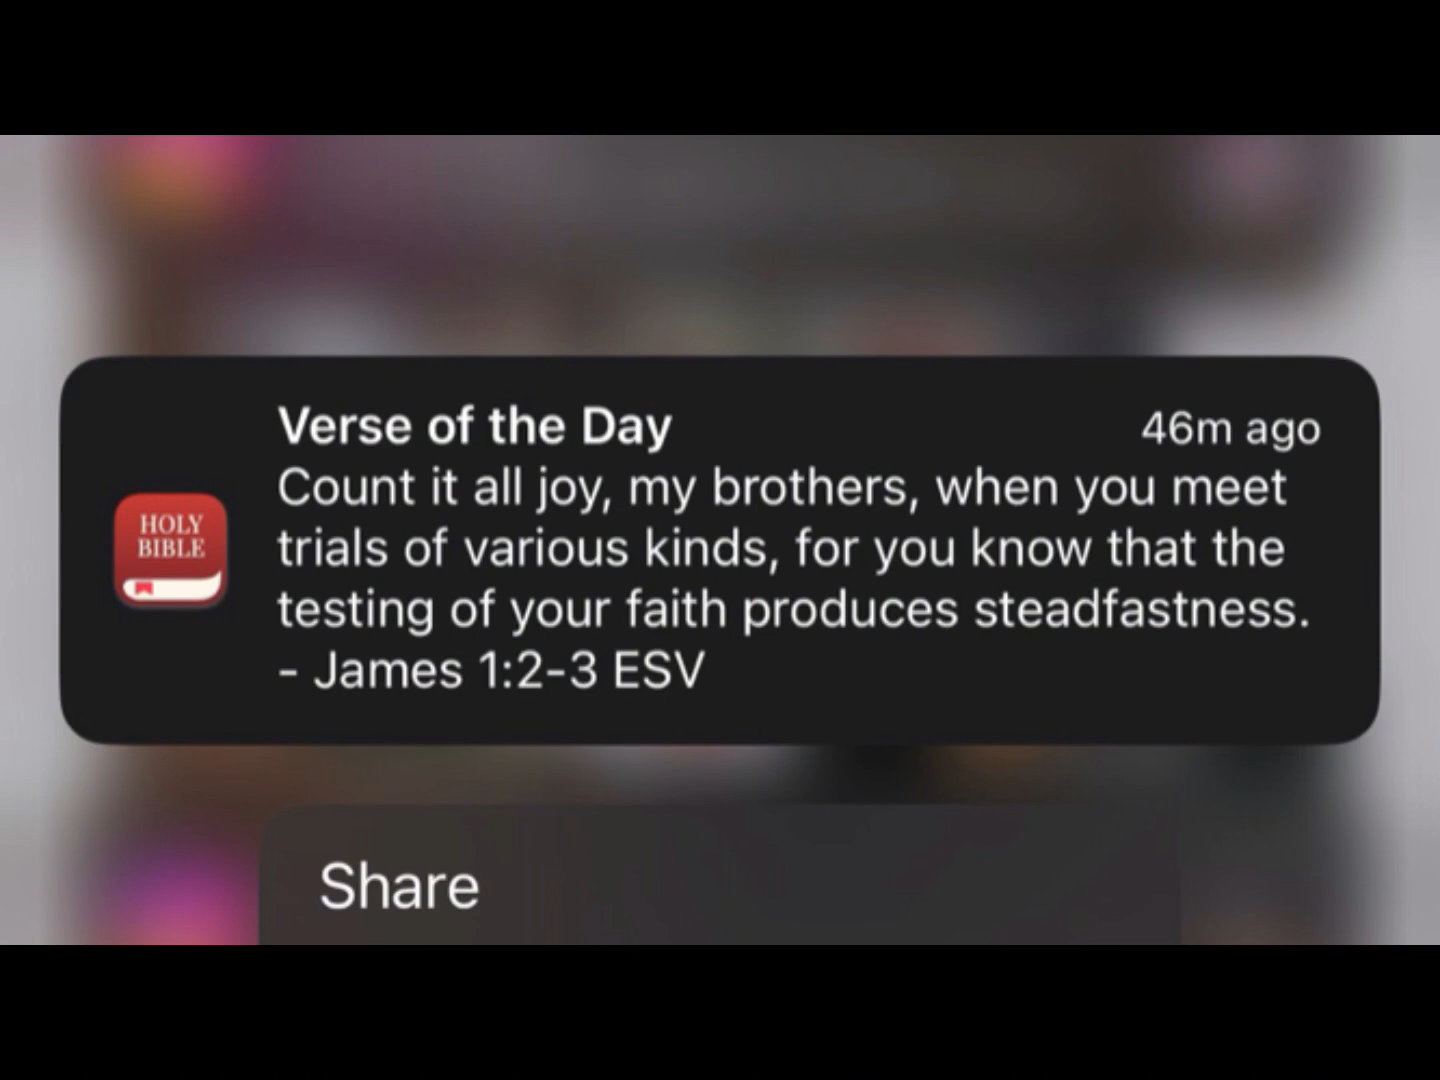 Verse of the Day
46m ago
Count it all joy, my brothers, when you meet
trials of various kinds, for you know that the
testing of your faith produces steadfastness.
- James 1:2-3 ESV
HOLY
BIBLE
Share